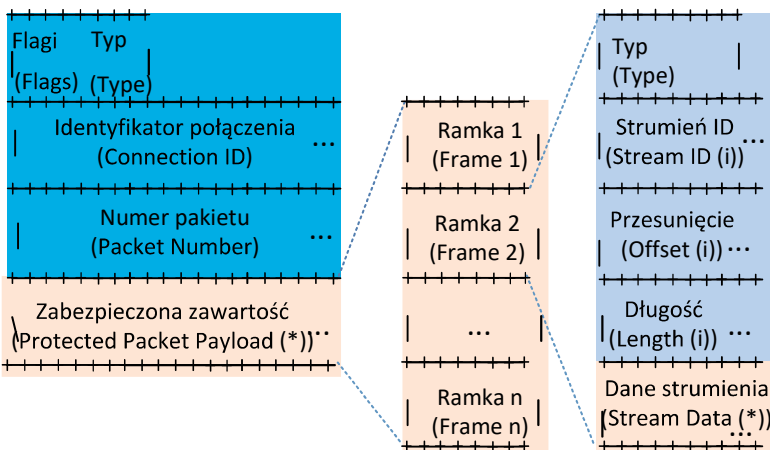 Flagi Typ
(Flags) (Type)
Identyfikator połączenia
(Connection ID) ...
Numer pakietu
(Packet Number) ...
Zabezpieczona zawartość
(Protected Packet Payload (*)) ...
Ramka 1
(Frame 1)
Ramka 2
(Frame 2)
...
Ramka n
(Frame n)
Typ
(Type)
Strumień ID
(Stream ID (i)) ...
Przesunięcie
(Offset (i)) ...
Długość
(Length (i)) ...
Dane strumienia
(Stream Data (*))
...